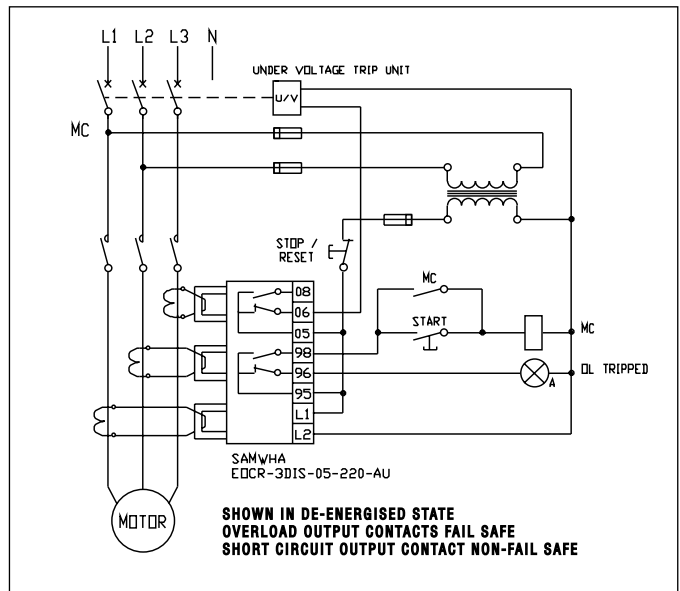 L1 L2 L3 N
UNDER VOLTAGE TRIP UNIT
U/V
MC
STOP /
RESET
08
MC
06
START
05
MC
98
96
OL TRIPPED
A
95
L1
L2
SAMWHA
EOCR-3DIS-05-220-AU
MOTOR
SHOWN IN DE-ENERGISED STATE
OVERLOAD OUTPUT CONTACTS FAIL SAFE
SHORT CIRCUIT OUTPUT CONTACT NON-FAIL SAFE